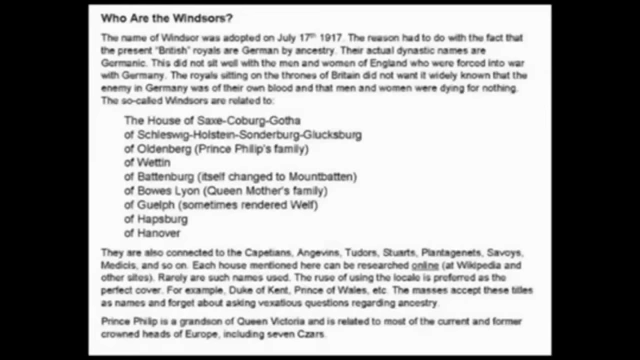 Who Are the Windsors?
The name of Windsor was adopted on July 17th 1917. The reason had to do with the fact that
the present "British" royals are German by ancestry. Their actual dynastic names are
Germanic. This did not sit well with the men and women of England who were forced into war
with Germany. The royals sitting on the thrones of Britain did not want it widely known that the
enemy in Germany was of their own blood and that men and women were dying for nothing.
The so-called Windsors are related to:
The House of Saxe-Coburg-Gotha
of Schleswig-Holstein-Sonderburg-Glucksburg
of Oldenberg (Prince Philip's family)
of Wettin
of Battenburg (itself changed to Mountbatten)
of Bowes Lyon (Queen Mother's family)
of Guelph (sometimes rendered Welf)
of Hapsburg
of Hanover
They are also connected to the Capetians, Angevins, Tudors, Stuarts, Plantagenets, Savoys,
Medicis, and so on. Each house mentioned here can be researched online (at Wikipedia and
other sites). Rarely are such names used. The ruse of using the locale is preferred as the
perfect cover. For example, Duke of Kent, Prince of Wales, etc. The masses accept these titles
as names and forget about asking vexatious questions regarding ancestry.
Prince Philip is a grandson of Queen Victoria and is related to most of the current and former
crowned heads of Europe, including seven Czars.